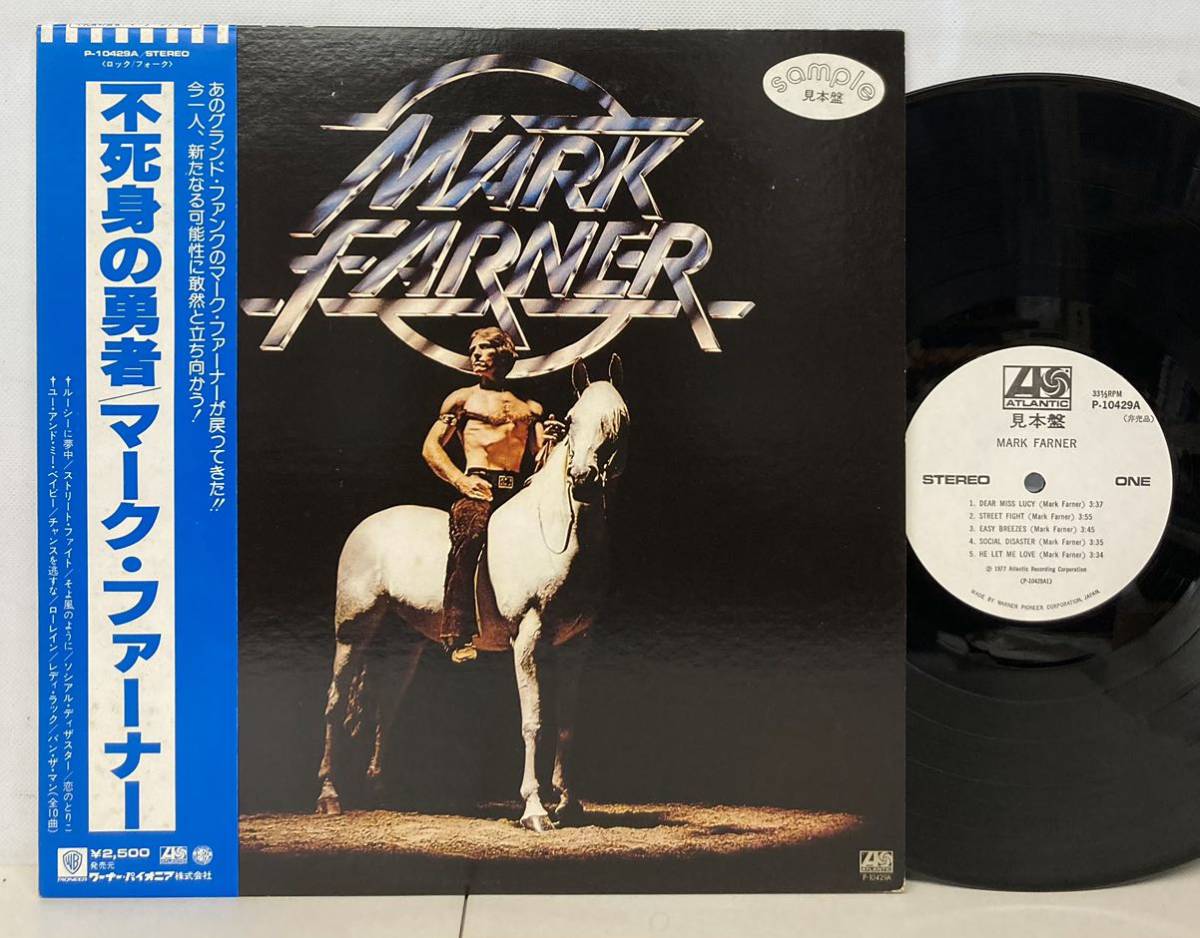 P-10429A/STEREO
〈ロック/フォーク〉
不死身の勇者/マーク・ファーナー
あのグランド・ファンクのマーク・ファーナーが戻ってきた!!
今一人、新たなる可能性に敢然と立ち向かう!
†ルーシーに夢中/ストリート・ファイト/そよ風のように/ソシアル・ディザスター/恋のとりこ
†ユー・アンド・ミー・ベイビー/チャンスを逃すな/ローレイン/レディ・ラック/バン・ザ・マン(全10曲)
WB
PIONEER
¥2,500
発売元
ワーナー・パイオニア株式会社
ATLANTIC
MARK
FARNER
sample
見本盤
ATLANTIC
P-10429A
ATLANTIC
33⅓RPM
P-10429A
〈非売品〉
見本盤
MARK FARNER
STEREO
ONE
1. DEAR MISS LUCY (Mark Farner) 3:37
2. STREET FIGHT (Mark Farner) 3:55
3. EASY BREEZES (Mark Farner) 3:45
4. SOCIAL DISASTER (Mark Farner) 3:35
5. HE LET ME LOVE (Mark Farner) 3:34
℗ 1977 Atlantic Recording Corporation
(P-10429A1)
MADE BY WARNER PIONEER CORPORATION, JAPAN.